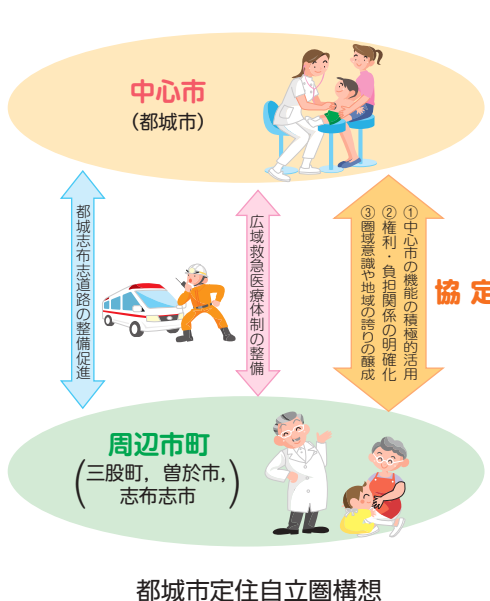 中心市
（都城市）
都城志布志道路の整備促進
広域救急医療体制の整備
①中心市の機能の積極的活用
②権利・負担関係の明確化
③圏域意識や地域の誇りの醸成
協定
周辺市町
（三股町，曽於市，
志布志市）
都城市定住自立圏構想